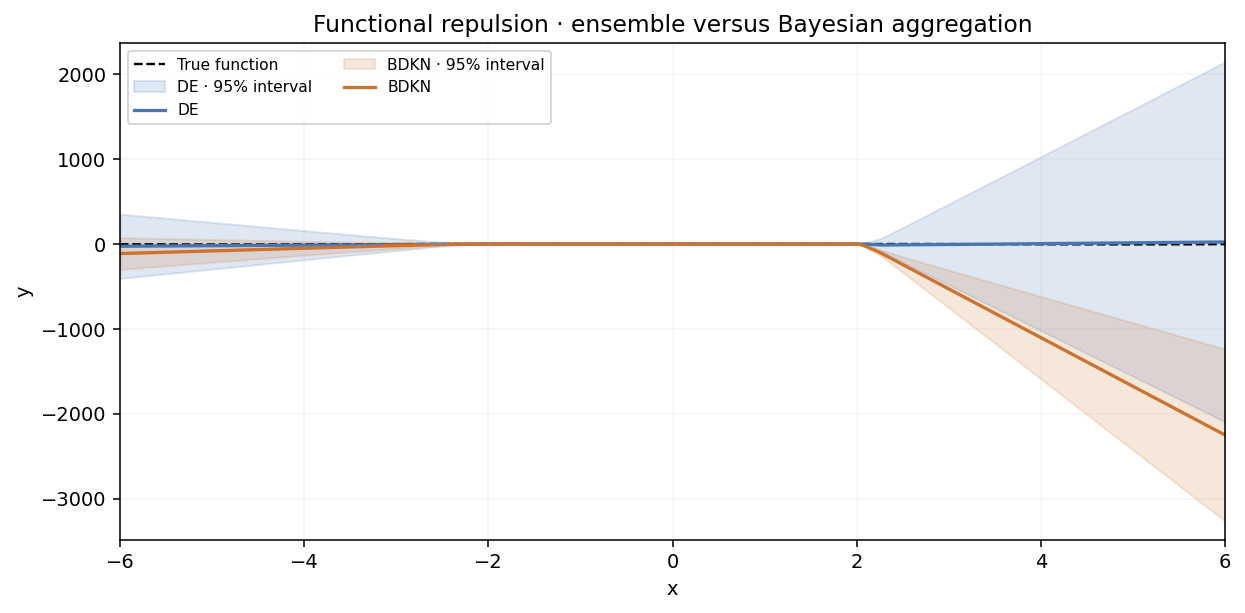 Functional repulsion · ensemble versus Bayesian aggregation
True function
DE · 95% interval
DE
BDKN · 95% interval
BDKN
y
2000
1000
0
−1000
−2000
−3000
−6 −4 −2 0 2 4 6
x